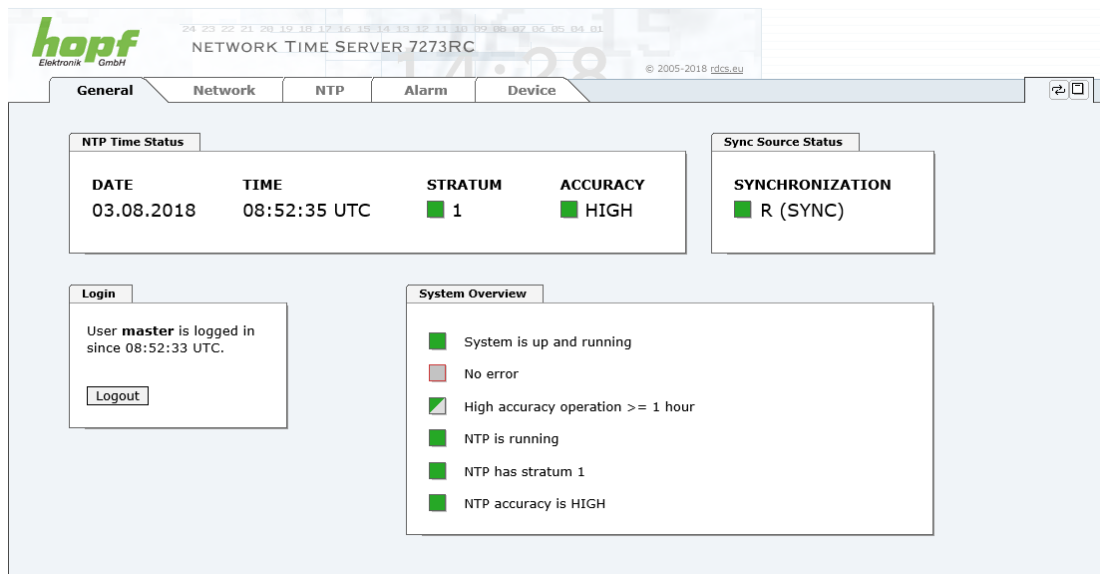 hopf
Elektronik GmbH
24 23 22 21 20 19 18 17 16 15 14 13 12 11 10 09 08 07 06 05 04 01
NETWORK TIME SERVER 7273RC
14:28
© 2005-2018 rdcs.eu
General Network NTP Alarm Device
NTP Time Status
DATE TIME STRATUM ACCURACY
03.08.2018 08:52:35 UTC 1 HIGH
Sync Source Status
SYNCHRONIZATION
R (SYNC)
Login
User master is logged in
since 08:52:33 UTC.
Logout
System Overview
System is up and running
No error
High accuracy operation >= 1 hour
NTP is running
NTP has stratum 1
NTP accuracy is HIGH